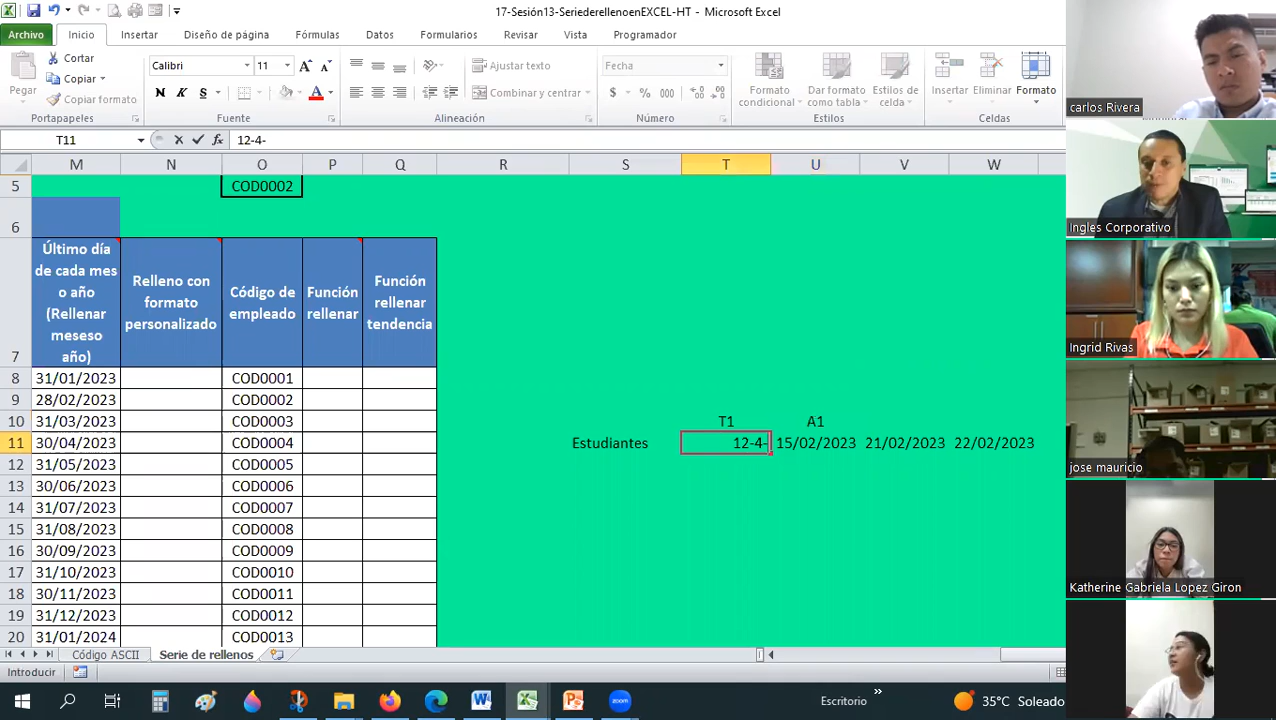 17-Sesión13-SeriederellenoenEXCEL-HT - Microsoft Excel
Archivo Inicio Insertar Diseño de página Fórmulas Datos Formularios Revisar Vista Programador
Pegar
Cortar
Copiar
Copiar formato
Portapapeles
Calibri 11
N K S A
Fuente
Ajustar texto
Combinar y centrar
Alineación
Fecha
$ % 000
Número
Formato condicional
Dar formato como tabla
Estilos de celda
Estilos
Insertar Eliminar Formato
Celdas
T11 fx 12-4-
M N O P Q R S T U V W
5 COD0002
6
7 Último día de cada mes o año (Rellenar meseso año) Relleno con formato personalizado Código de empleado Función rellenar Función rellenar tendencia
8 31/01/2023 COD0001
9 28/02/2023 COD0002
10 31/03/2023 COD0003 T1 A1
11 30/04/2023 COD0004 Estudiantes 12-4- 15/02/2023 21/02/2023 22/02/2023
12 31/05/2023 COD0005
13 30/06/2023 COD0006
14 31/07/2023 COD0007
15 31/08/2023 COD0008
16 30/09/2023 COD0009
17 31/10/2023 COD0010
18 30/11/2023 COD0011
19 31/12/2023 COD0012
20 31/01/2024 COD0013
Código ASCII Serie de rellenos
Introducir
Escritorio » 35°C Soleado
zoom
carlos Rivera
Ingles Corporativo
Ingrid Rivas
jose mauricio
Katherine Gabriela Lopez Giron